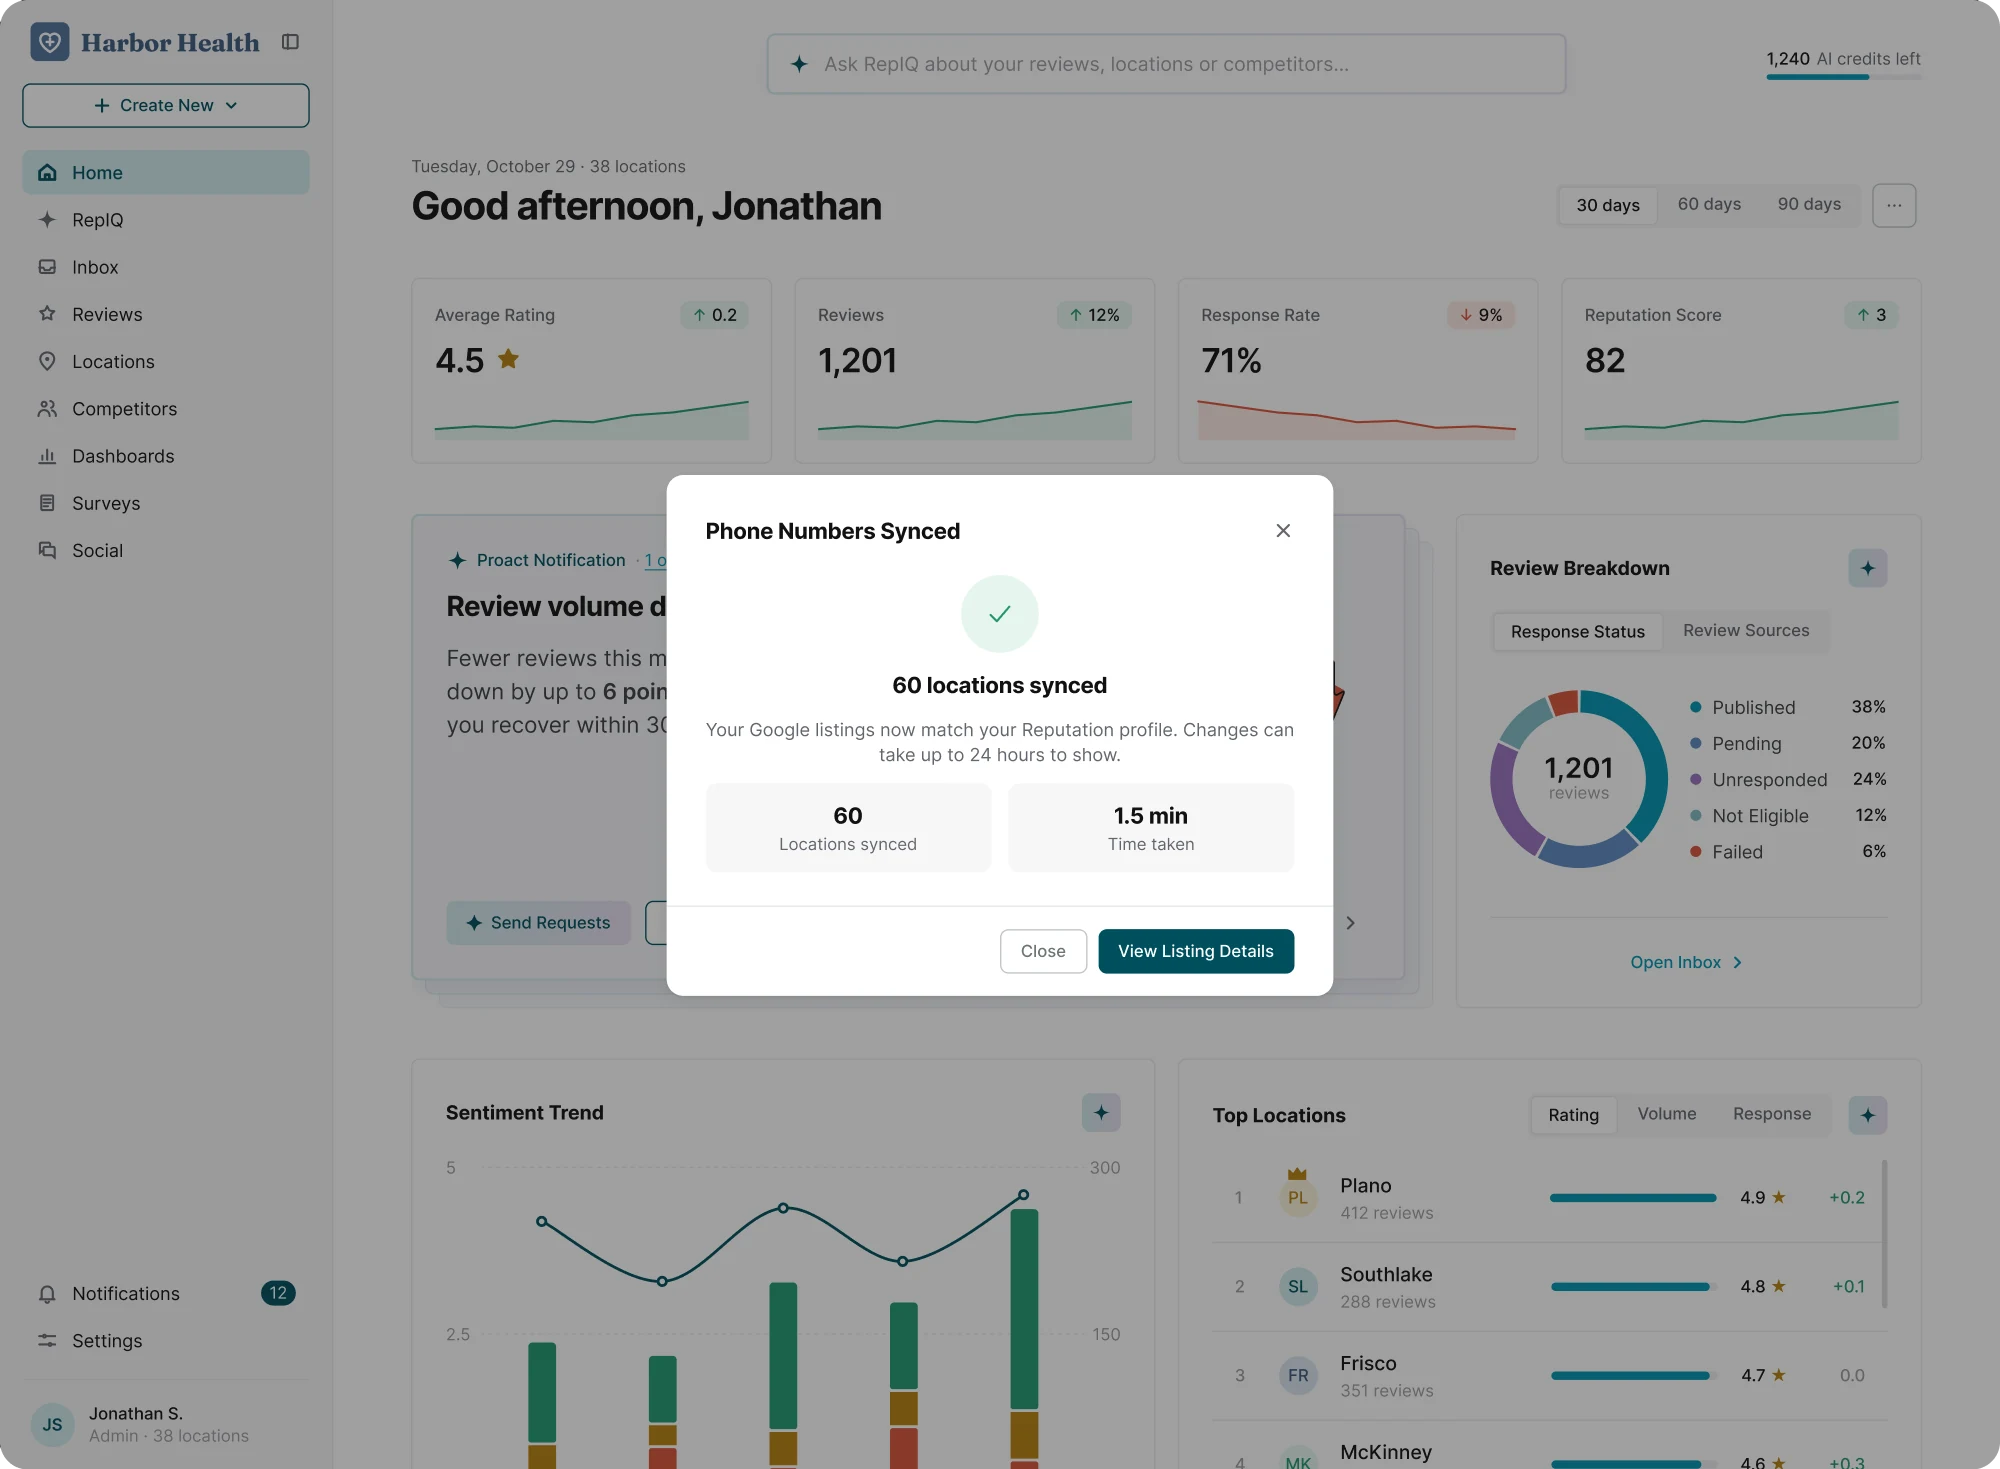 Harbor Health
Create New
Home
RepIQ
Inbox
Reviews
Locations
Competitors
Dashboards
Surveys
Social
Notifications
12
Settings
JS
Jonathan S.
Admin · 38 locations
Ask RepIQ about your reviews, locations or competitors...
1,240 AI credits left
Tuesday, October 29 · 38 locations
Good afternoon, Jonathan
30 days
60 days
90 days
Average Rating
0.2
4.5
Reviews
12%
1,201
Response Rate
9%
71%
Reputation Score
3
82
Proact Notification · 1 o
Review volume d
Fewer reviews this m
down by up to 6 poin
you recover within 30
Send Requests
Phone Numbers Synced
60 locations synced
Your Google listings now match your Reputation profile. Changes can
take up to 24 hours to show.
60
Locations synced
1.5 min
Time taken
Close
View Listing Details
Review Breakdown
Response Status
Review Sources
1,201
reviews
Published 38%
Pending 20%
Unresponded 24%
Not Eligible 12%
Failed 6%
Open Inbox
Sentiment Trend
5
300
2.5
150
Top Locations
Rating
Volume
Response
1
PL
Plano
412 reviews
4.9
+0.2
2
SL
Southlake
288 reviews
4.8
+0.1
3
FR
Frisco
351 reviews
4.7
0.0
4
MK
McKinney
4.6
+0.3